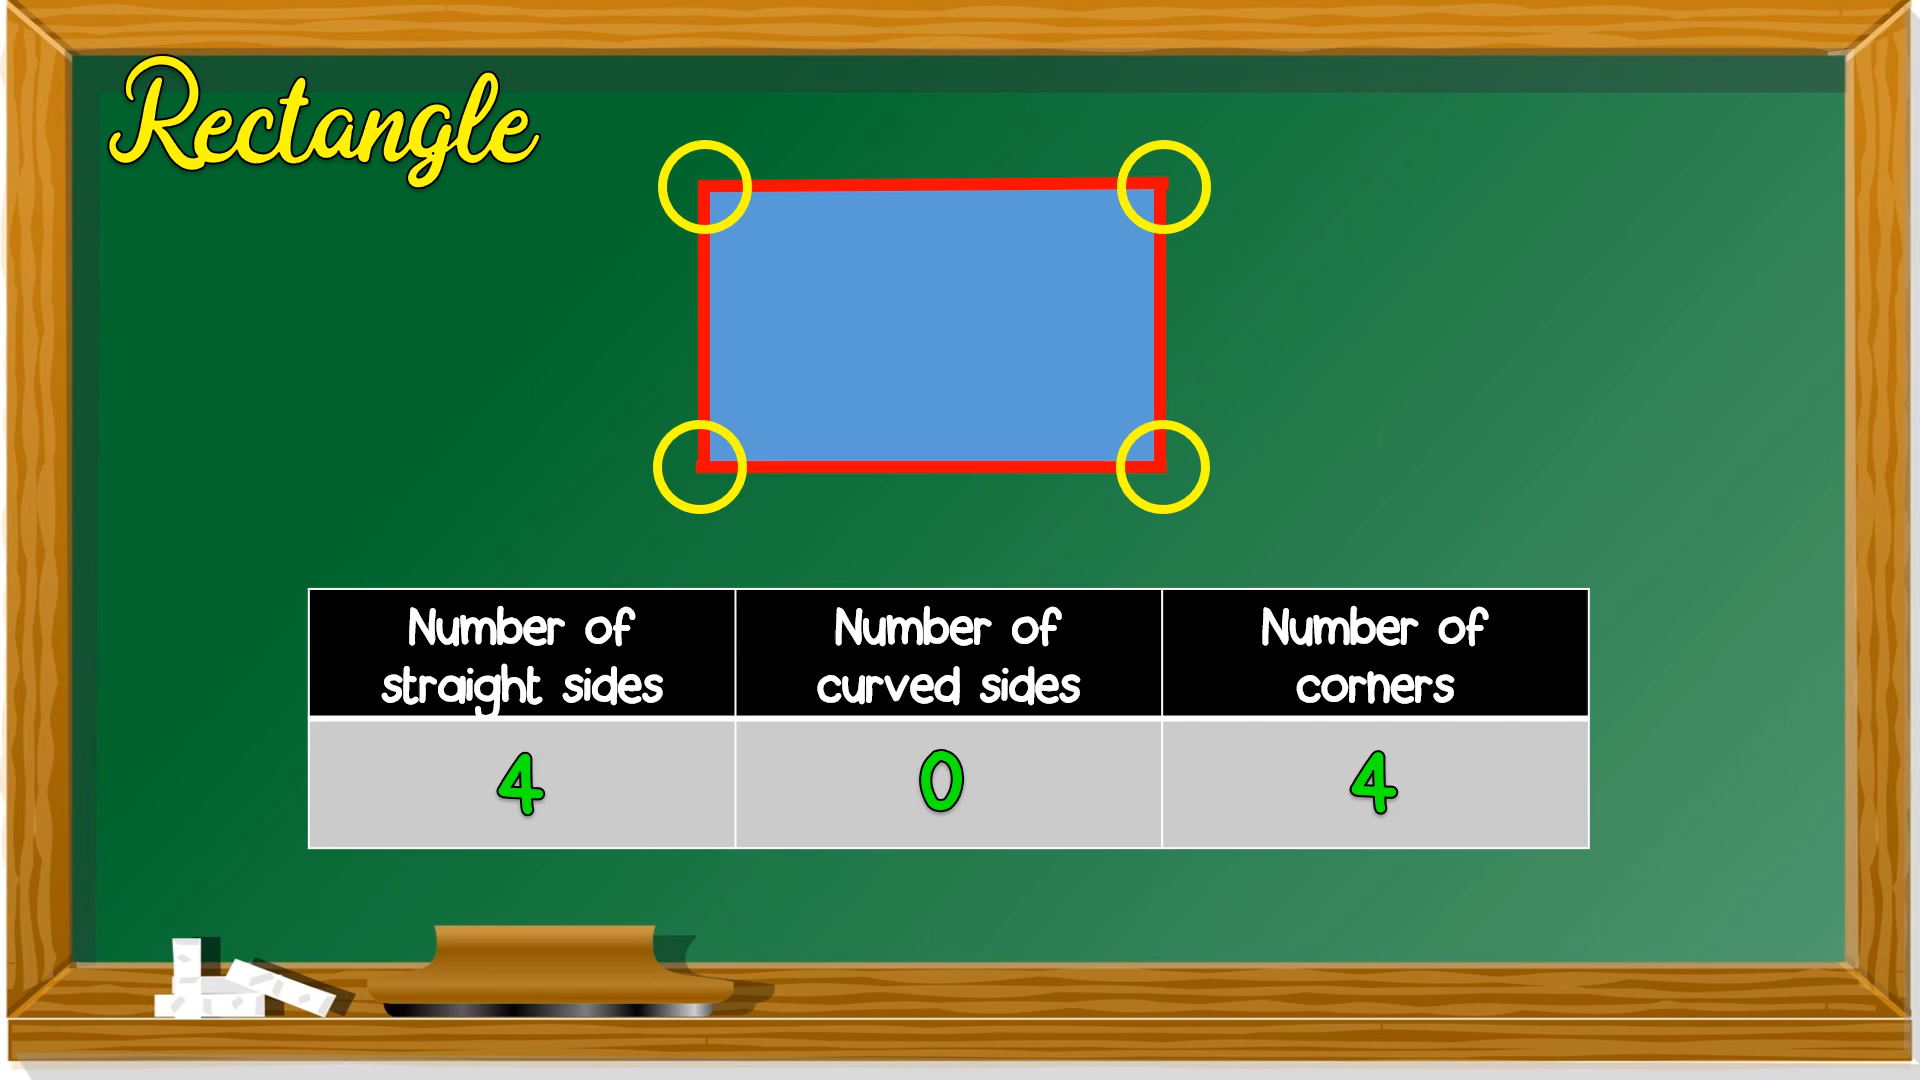 Rectangle
Number of straight sides
Number of curved sides
Number of corners
4
0
4